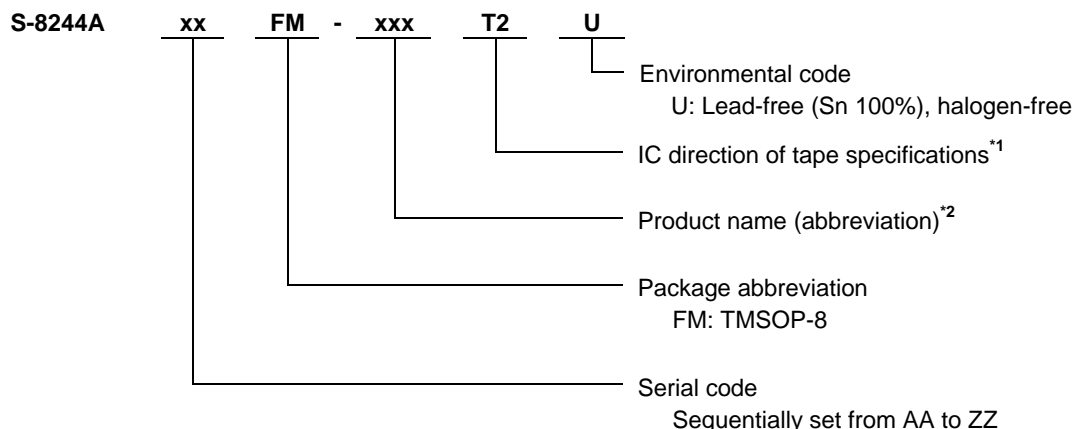 S-8244A xx FM - xxx T2 U
Environmental code
U: Lead-free (Sn 100%), halogen-free
IC direction of tape specifications*1
Product name (abbreviation)*2
Package abbreviation
FM: TMSOP-8
Serial code
Sequentially set from AA to ZZ